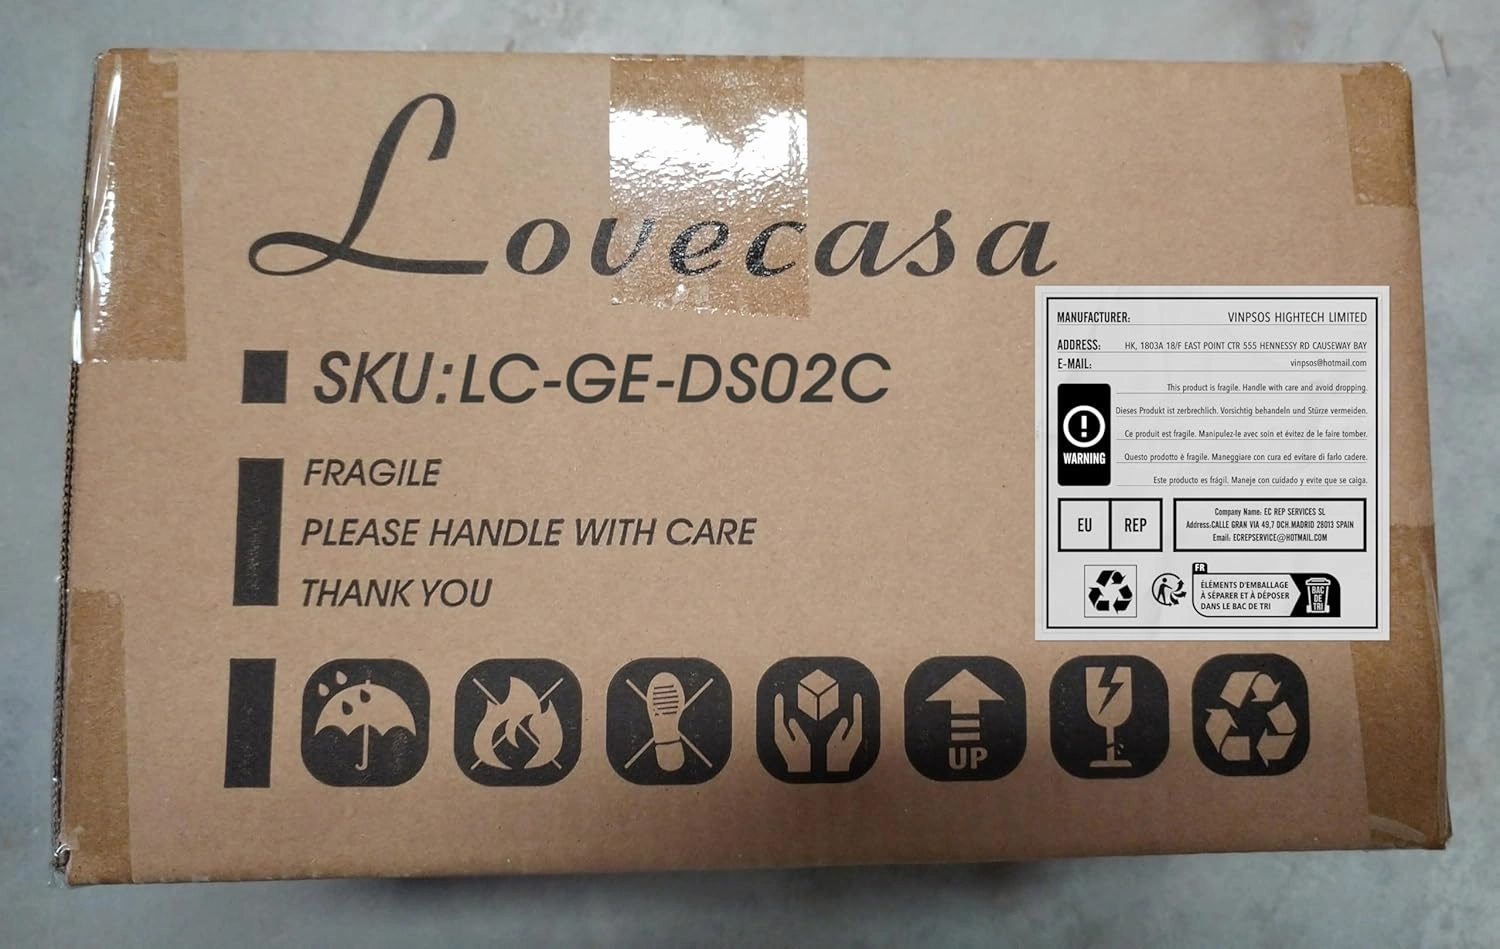 Lovecasa
SKU:LC-GE-DS02C
FRAGILE
PLEASE HANDLE WITH CARE
THANK YOU
UP
MANUFACTURER: VINPSOS HIGHTECH LIMITED
ADDRESS: HK, 1803A 18/F EAST POINT CTR 555 HENNESSY RD CAUSEWAY BAY
E-MAIL: vinpsos@hotmail.com
WARNING
This product is fragile. Handle with care and avoid dropping.
Dieses Produkt ist zerbrechlich. Vorsichtig behandeln und Stürze vermeiden.
Ce produit est fragile. Manipulez-le avec soin et évitez de le faire tomber.
Questo prodotto è fragile. Maneggiare con cura ed evitare di farlo cadere.
Este producto es frágil. Maneje con cuidado y evite que se caiga.
EU REP
Company Name: EC REP SERVICES SL
Address:CALLE GRAN VIA 49,7 DCH.MADRID 28013 SPAIN
Email: ECREPSERVICE@HOTMAIL.COM
FR
ÉLÉMENTS D'EMBALLAGE
À SÉPARER ET À DÉPOSER
DANS LE BAC DE TRI
BAC
DE
TRI